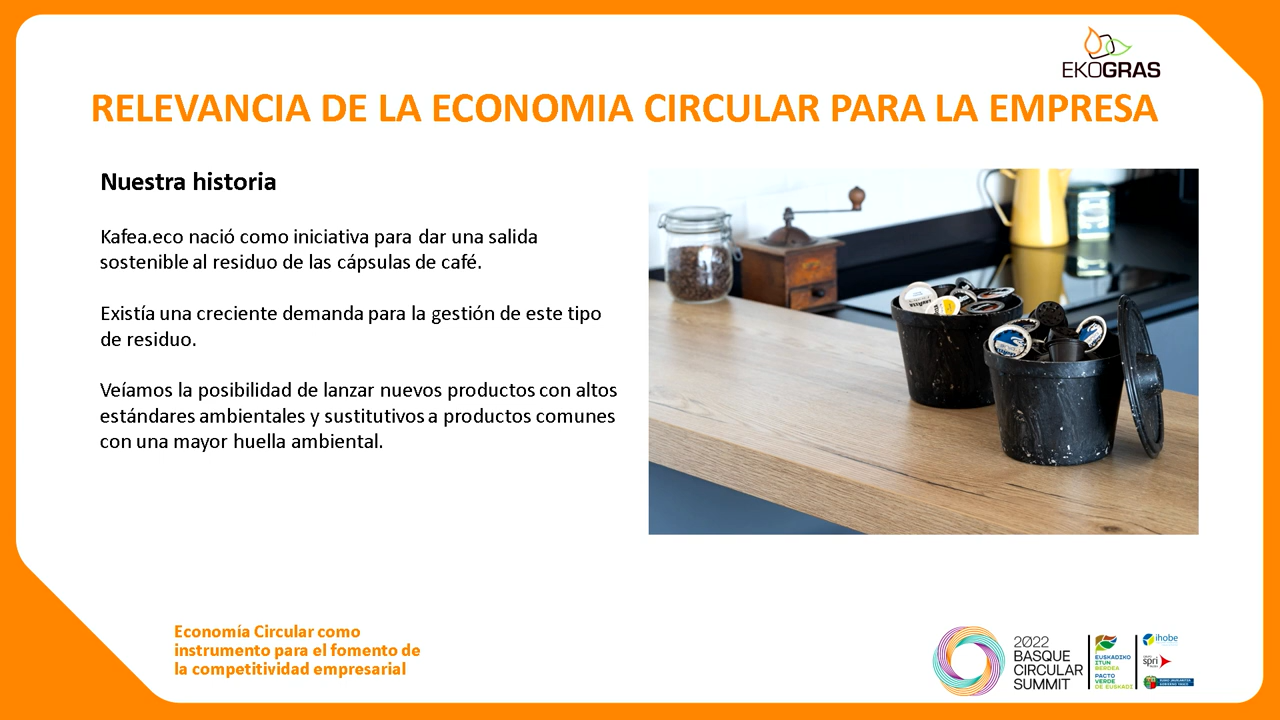 EKOGRAS
RELEVANCIA DE LA ECONOMIA CIRCULAR PARA LA EMPRESA
Nuestra historia
Kafea.eco nació como iniciativa para dar una salida
sostenible al residuo de las cápsulas de café.
Existía una creciente demanda para la gestión de este tipo
de residuo.
Veíamos la posibilidad de lanzar nuevos productos con altos
estándares ambientales y sustitutivos a productos comunes
con una mayor huella ambiental.
Economía Circular como
instrumento para el fomento de
la competitividad empresarial
2022
BASQUE
CIRCULAR
SUMMIT
EUSKADIKO
ITUN
BERDEA
PACTO
VERDE
DE EUSKADI
ihobe
spri